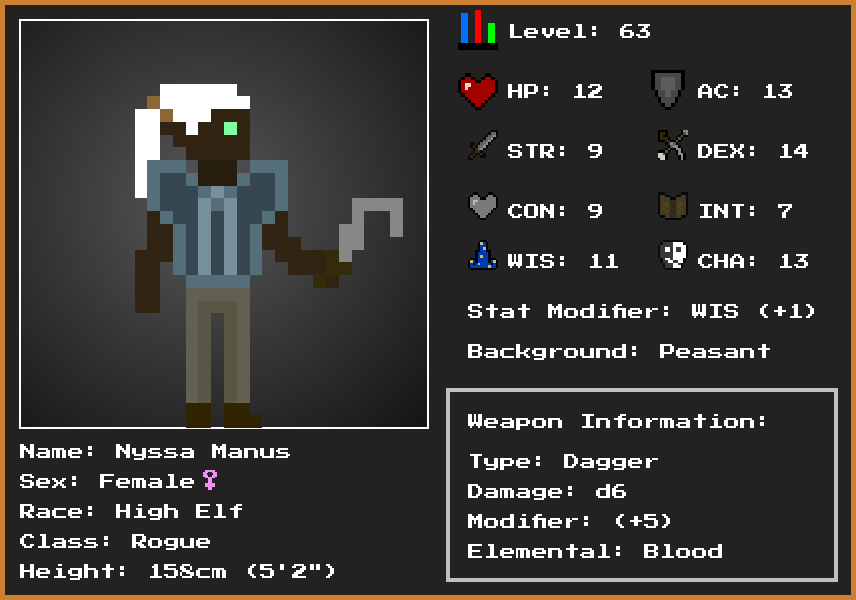 Level: 63
HP: 12
AC: 13
STR: 9
DEX: 14
CON: 9
INT: 7
WIS: 11
CHA: 13
Stat Modifier: WIS (+1)
Background: Peasant
Weapon Information:
Type: Dagger
Damage: d6
Modifier: (+5)
Elemental: Blood
Name: Nyssa Manus
Sex: Female♀
Race: High Elf
Class: Rogue
Height: 158cm (5'2")